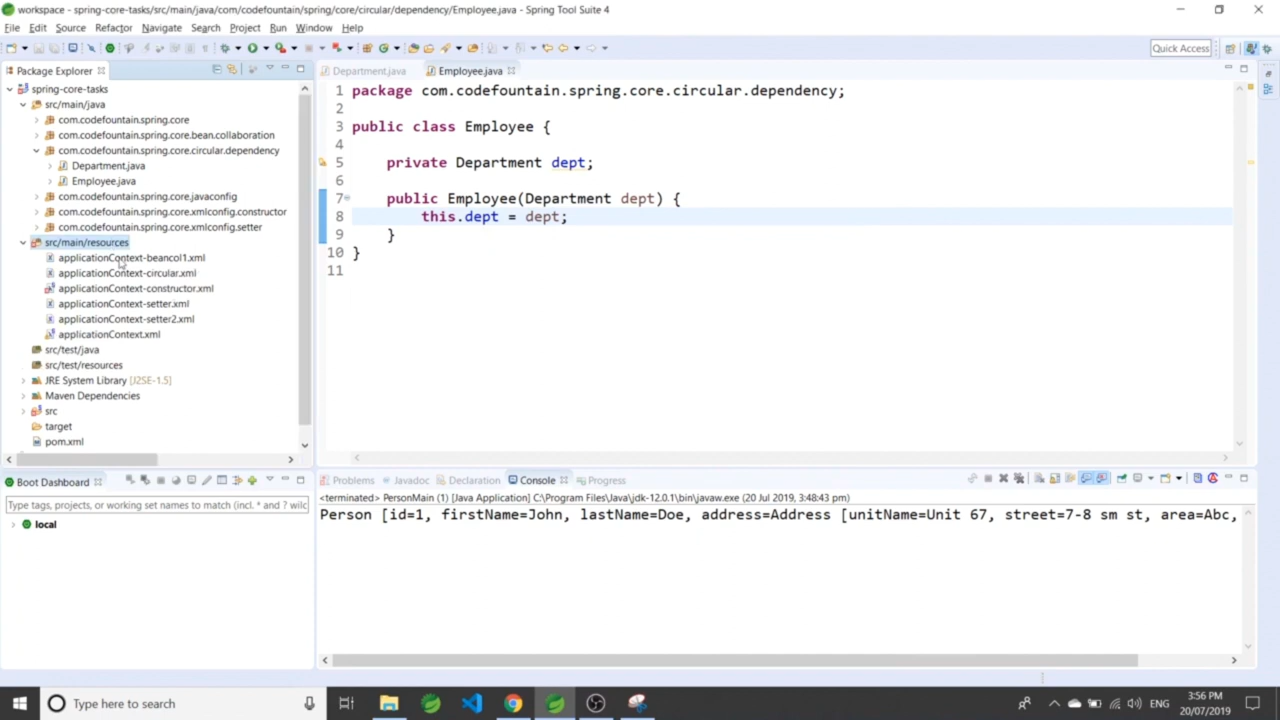 workspace - spring-core-tasks/src/main/java/com/codefountain/spring/core/circular/dependency/Employee.java - Spring Tool Suite 4
File Edit Source Refactor Navigate Search Project Run Window Help
Quick Access
Package Explorer
spring-core-tasks
src/main/java
com.codefountain.spring.core
com.codefountain.spring.core.bean.collaboration
com.codefountain.spring.core.circular.dependency
Department.java
Employee.java
com.codefountain.spring.core.javaconfig
com.codefountain.spring.core.xmlconfig.constructor
com.codefountain.spring.core.xmlconfig.setter
src/main/resources
applicationContext-beancol1.xml
applicationContext-circular.xml
applicationContext-constructor.xml
applicationContext-setter.xml
applicationContext-setter2.xml
applicationContext.xml
src/test/java
src/test/resources
JRE System Library [J2SE-1.5]
Maven Dependencies
src
target
pom.xml
Department.java Employee.java
1 package com.codefountain.spring.core.circular.dependency;
2
3 public class Employee {
4
5 private Department dept;
6
7 public Employee(Department dept) {
8 this.dept = dept;
9 }
10 }
11
Boot Dashboard
Type tags, projects, or working set names to match (incl. * and ? wilc
local
Problems Javadoc Declaration Console Progress
<terminated> PersonMain (1) [Java Application] C:\Program Files\Java\jdk-12.0.1\bin\javaw.exe (20 Jul 2019, 3:48:43 pm)
Person [id=1, firstName=John, lastName=Doe, address=Address [unitName=Unit 67, street=7-8 sm st, area=Abc,
Type here to search
ENG
3:56 PM
20/07/2019